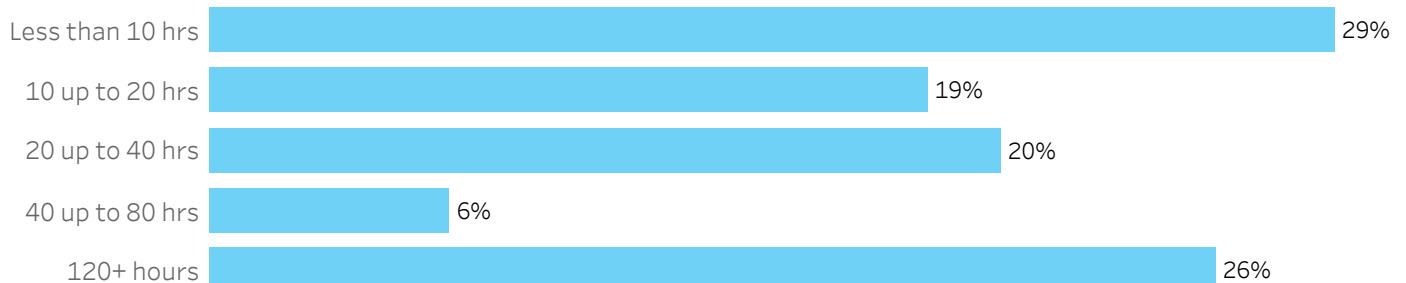 Less than 10 hrs 29%
10 up to 20 hrs 19%
20 up to 40 hrs 20%
40 up to 80 hrs 6%
120+ hours 26%